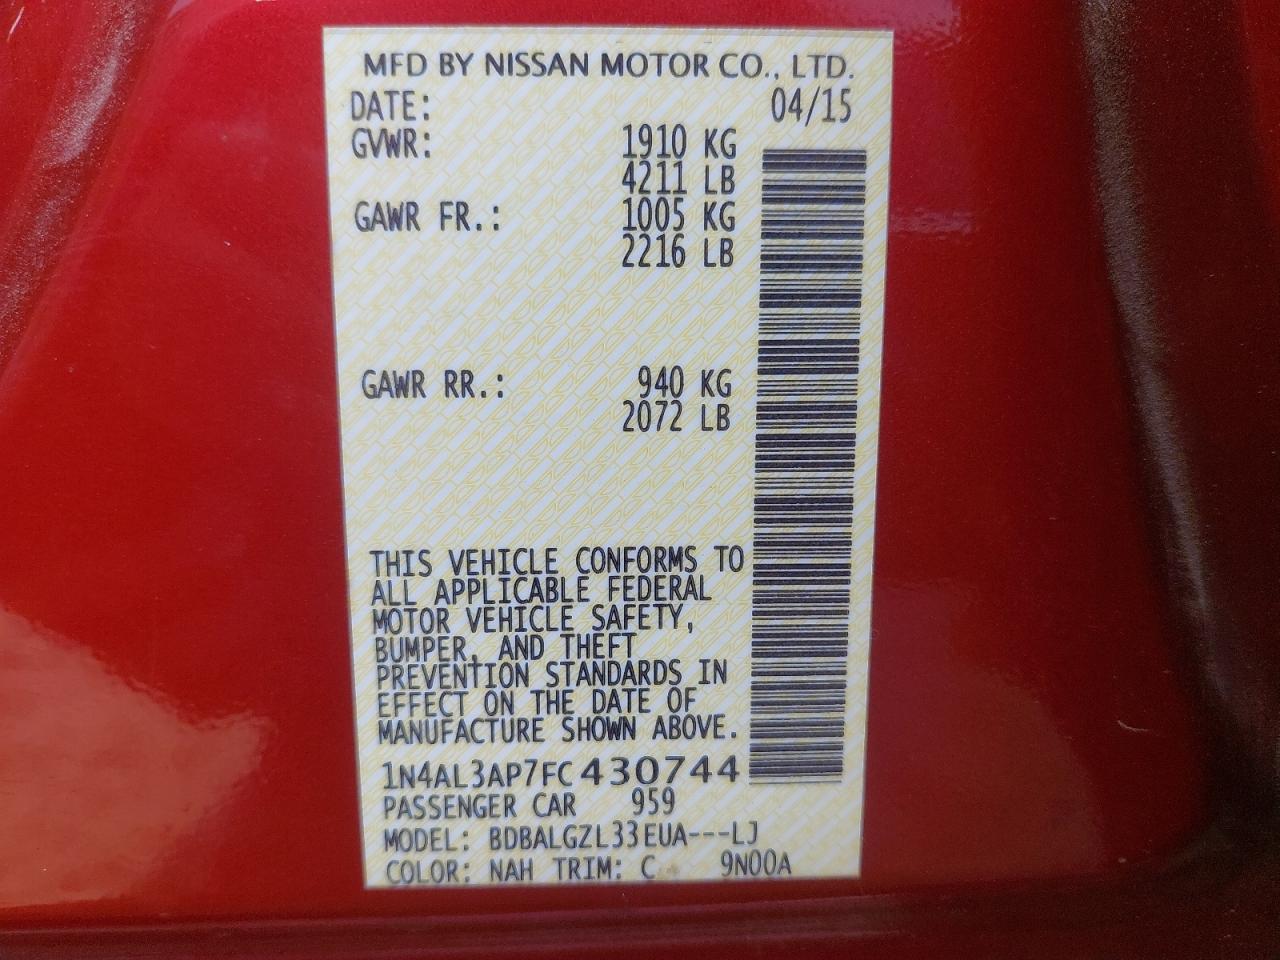 MFD BY NISSAN MOTOR CO., LTD.
DATE: 04/15
GVWR: 1910 KG
4211 LB
GAWR FR.: 1005 KG
2216 LB
GAWR RR.: 940 KG
2072 LB
THIS VEHICLE CONFORMS TO
ALL APPLICABLE FEDERAL
MOTOR VEHICLE SAFETY,
BUMPER, AND THEFT
PREVENTION STANDARDS IN
EFFECT ON THE DATE OF
MANUFACTURE SHOWN ABOVE.
1N4AL3AP7FC430744
PASSENGER CAR 959
MODEL: BDBALGZL33EUA---LJ
COLOR: NAH TRIM: C 9N00A